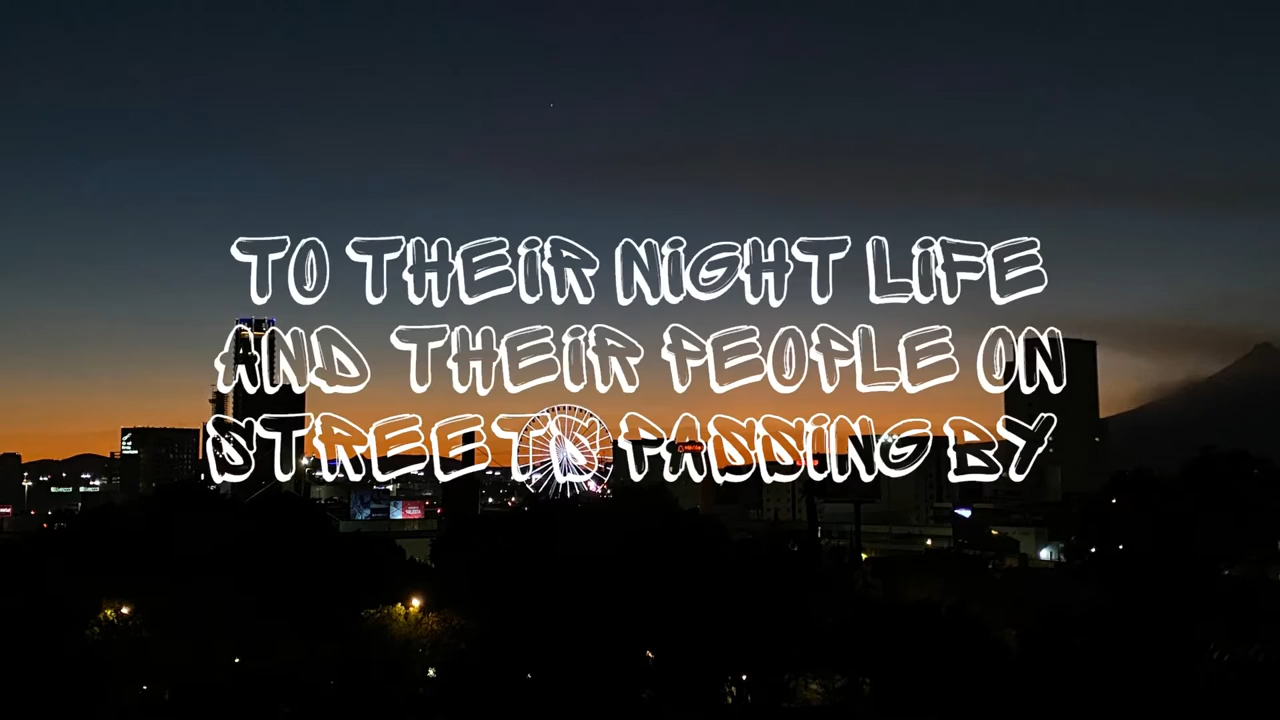 TO THEIR NIGHT LIFE
AND THEIR PEOPLE ON
STREETS PASSING BY